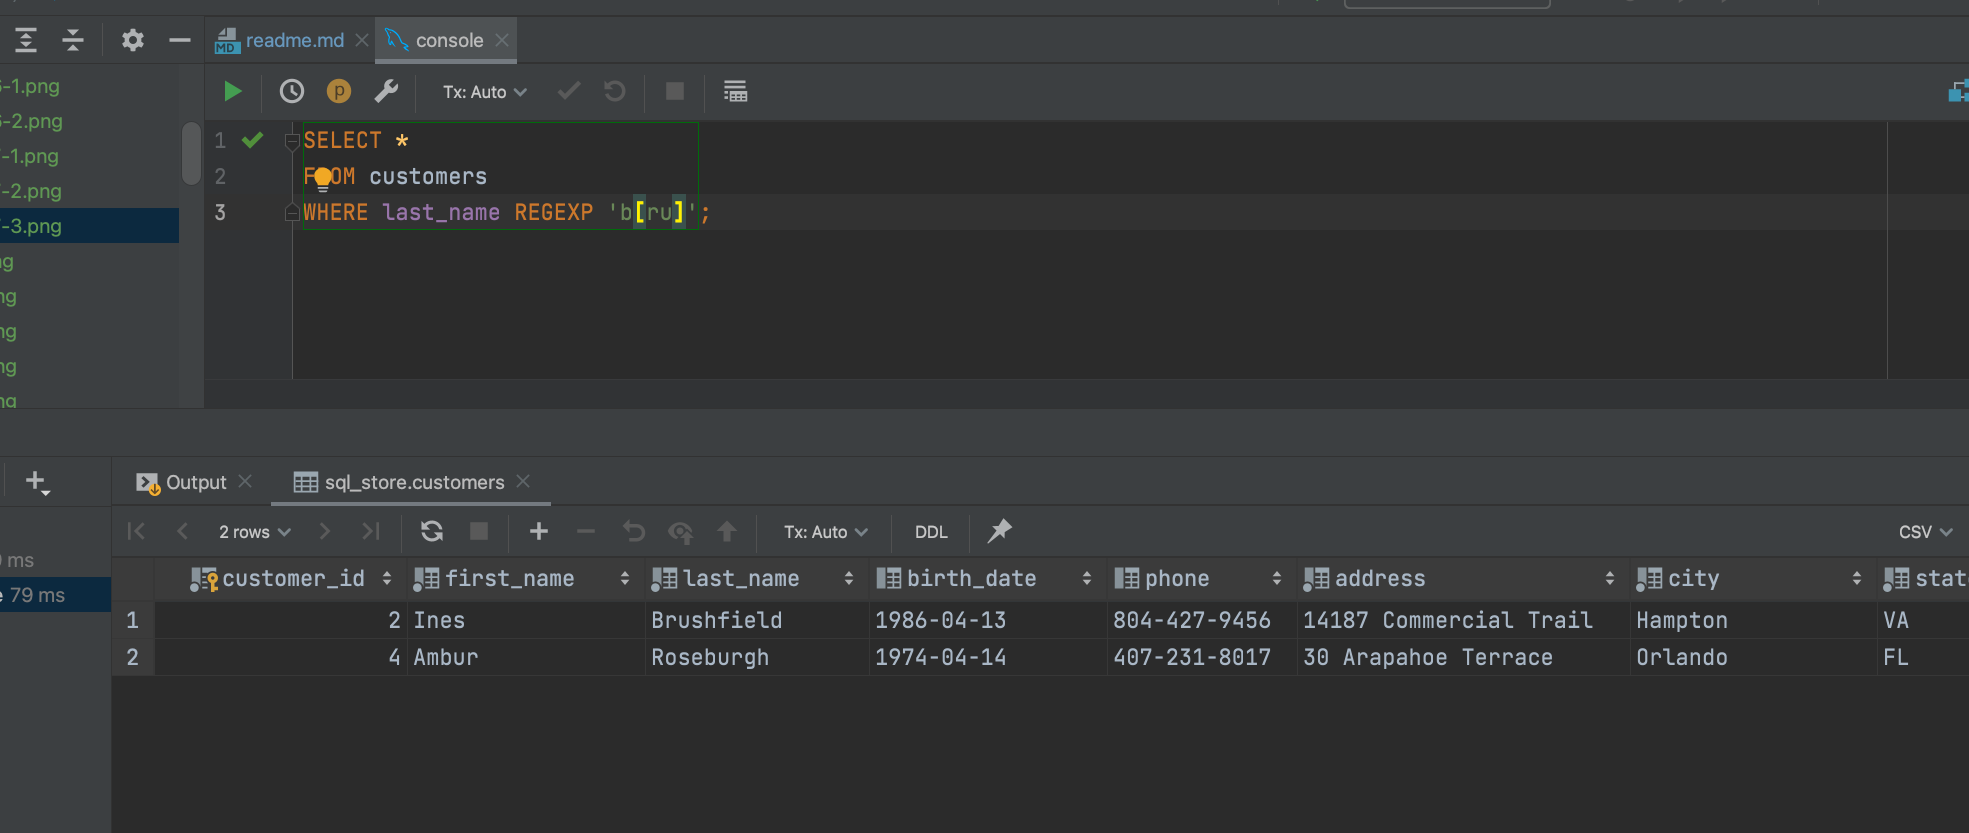 readme.md
console
Tx: Auto
-1.png
-2.png
-1.png
-2.png
-3.png
ng
ng
ng
ng
1 SELECT *
2 FROM customers
3 WHERE last_name REGEXP 'b[ru]';
Output
sql_store.customers
2 rows
Tx: Auto
DDL
CSV
ms
79 ms
customer_id first_name last_name birth_date phone address city stat
1 2 Ines Brushfield 1986-04-13 804-427-9456 14187 Commercial Trail Hampton VA
2 4 Ambur Roseburgh 1974-04-14 407-231-8017 30 Arapahoe Terrace Orlando FL